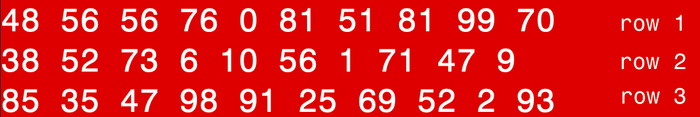 48 56 56 76 0 81 51 81 99 70 row 1
38 52 73 6 10 56 1 71 47 9 row 2
85 35 47 98 91 25 69 52 2 93 row 3